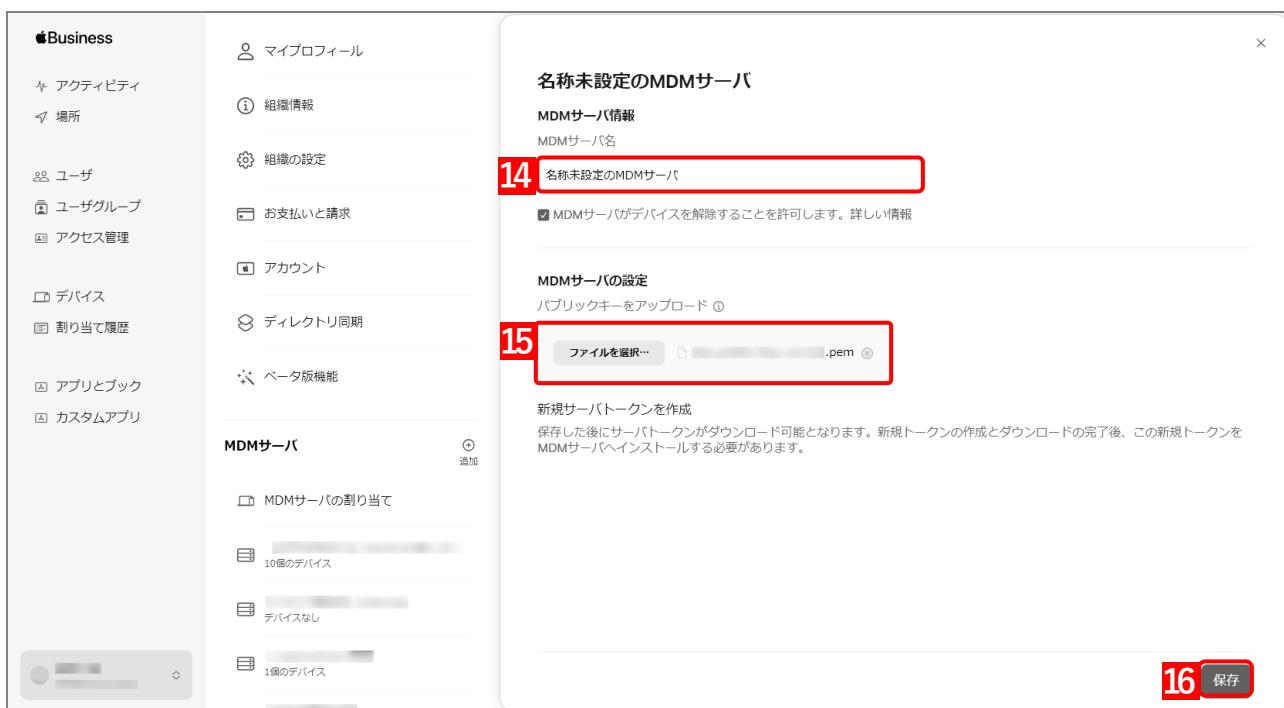 Business
アクティビティ
場所
ユーザ
ユーザグループ
アクセス管理
デバイス
割り当て履歴
アプリとブック
カスタムアプリ
マイプロフィール
組織情報
組織の設定
お支払いと請求
アカウント
ディレクトリ同期
ベータ版機能
MDMサーバ
追加
MDMサーバの割り当て
10個のデバイス
デバイスなし
1個のデバイス
×
名称未設定のMDMサーバ
MDMサーバ情報
MDMサーバ名
14
名称未設定のMDMサーバ
MDMサーバがデバイスを解除することを許可します。詳しい情報
MDMサーバの設定
パブリックキーをアップロード
15
ファイルを選択… .pem
新規サーバトークンを作成
保存した後にサーバトークンがダウンロード可能となります。新規トークンの作成とダウンロードの完了後、この新規トークンを
MDMサーバへインストールする必要があります。
16
保存